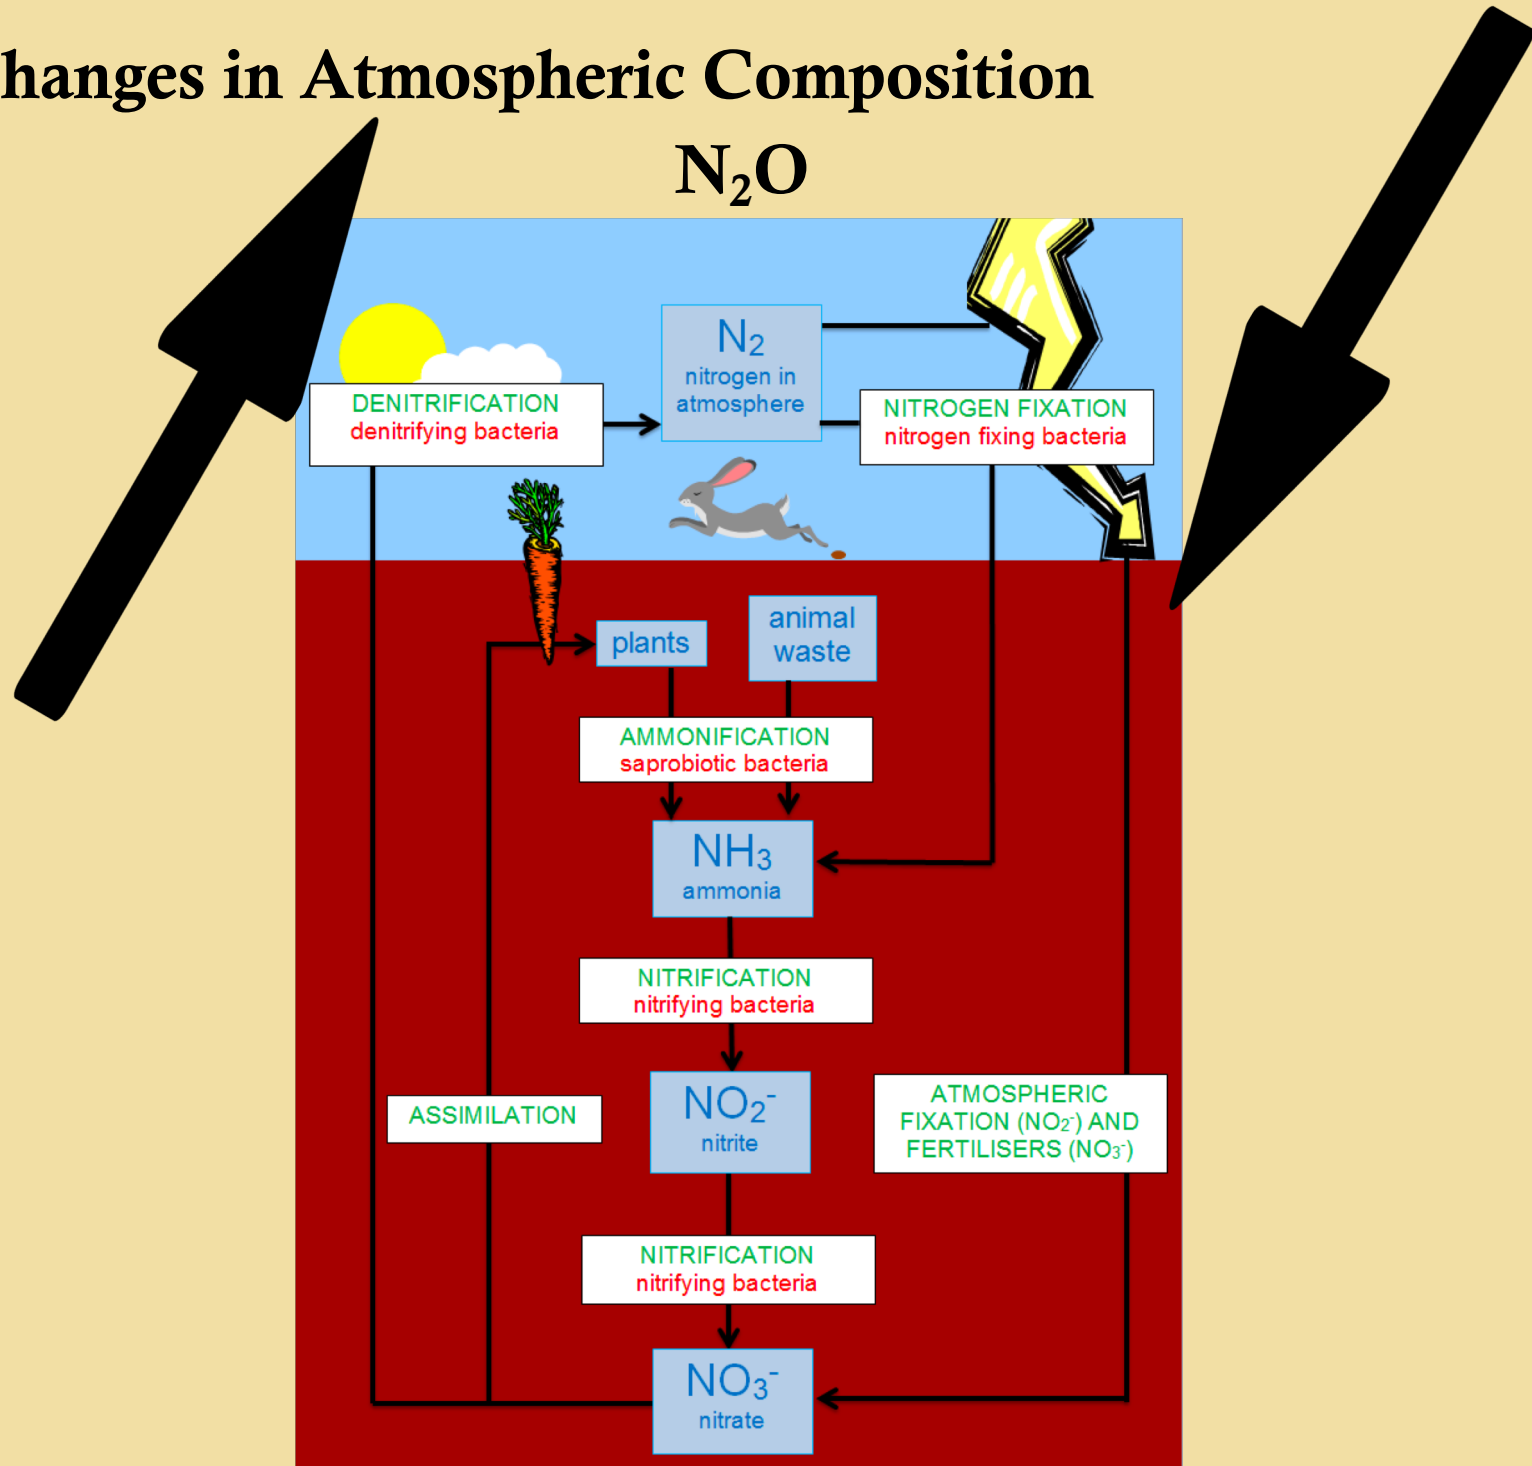 hanges in Atmospheric Composition
N₂O
N₂
nitrogen in
atmosphere
DENITRIFICATION
denitrifying bacteria
NITROGEN FIXATION
nitrogen fixing bacteria
plants
animal
waste
AMMONIFICATION
saprobiotic bacteria
NH₃
ammonia
NITRIFICATION
nitrifying bacteria
NO₂⁻
nitrite
ASSIMILATION
ATMOSPHERIC
FIXATION (NO₂⁻) AND
FERTILISERS (NO₃⁻)
NITRIFICATION
nitrifying bacteria
NO₃⁻
nitrate